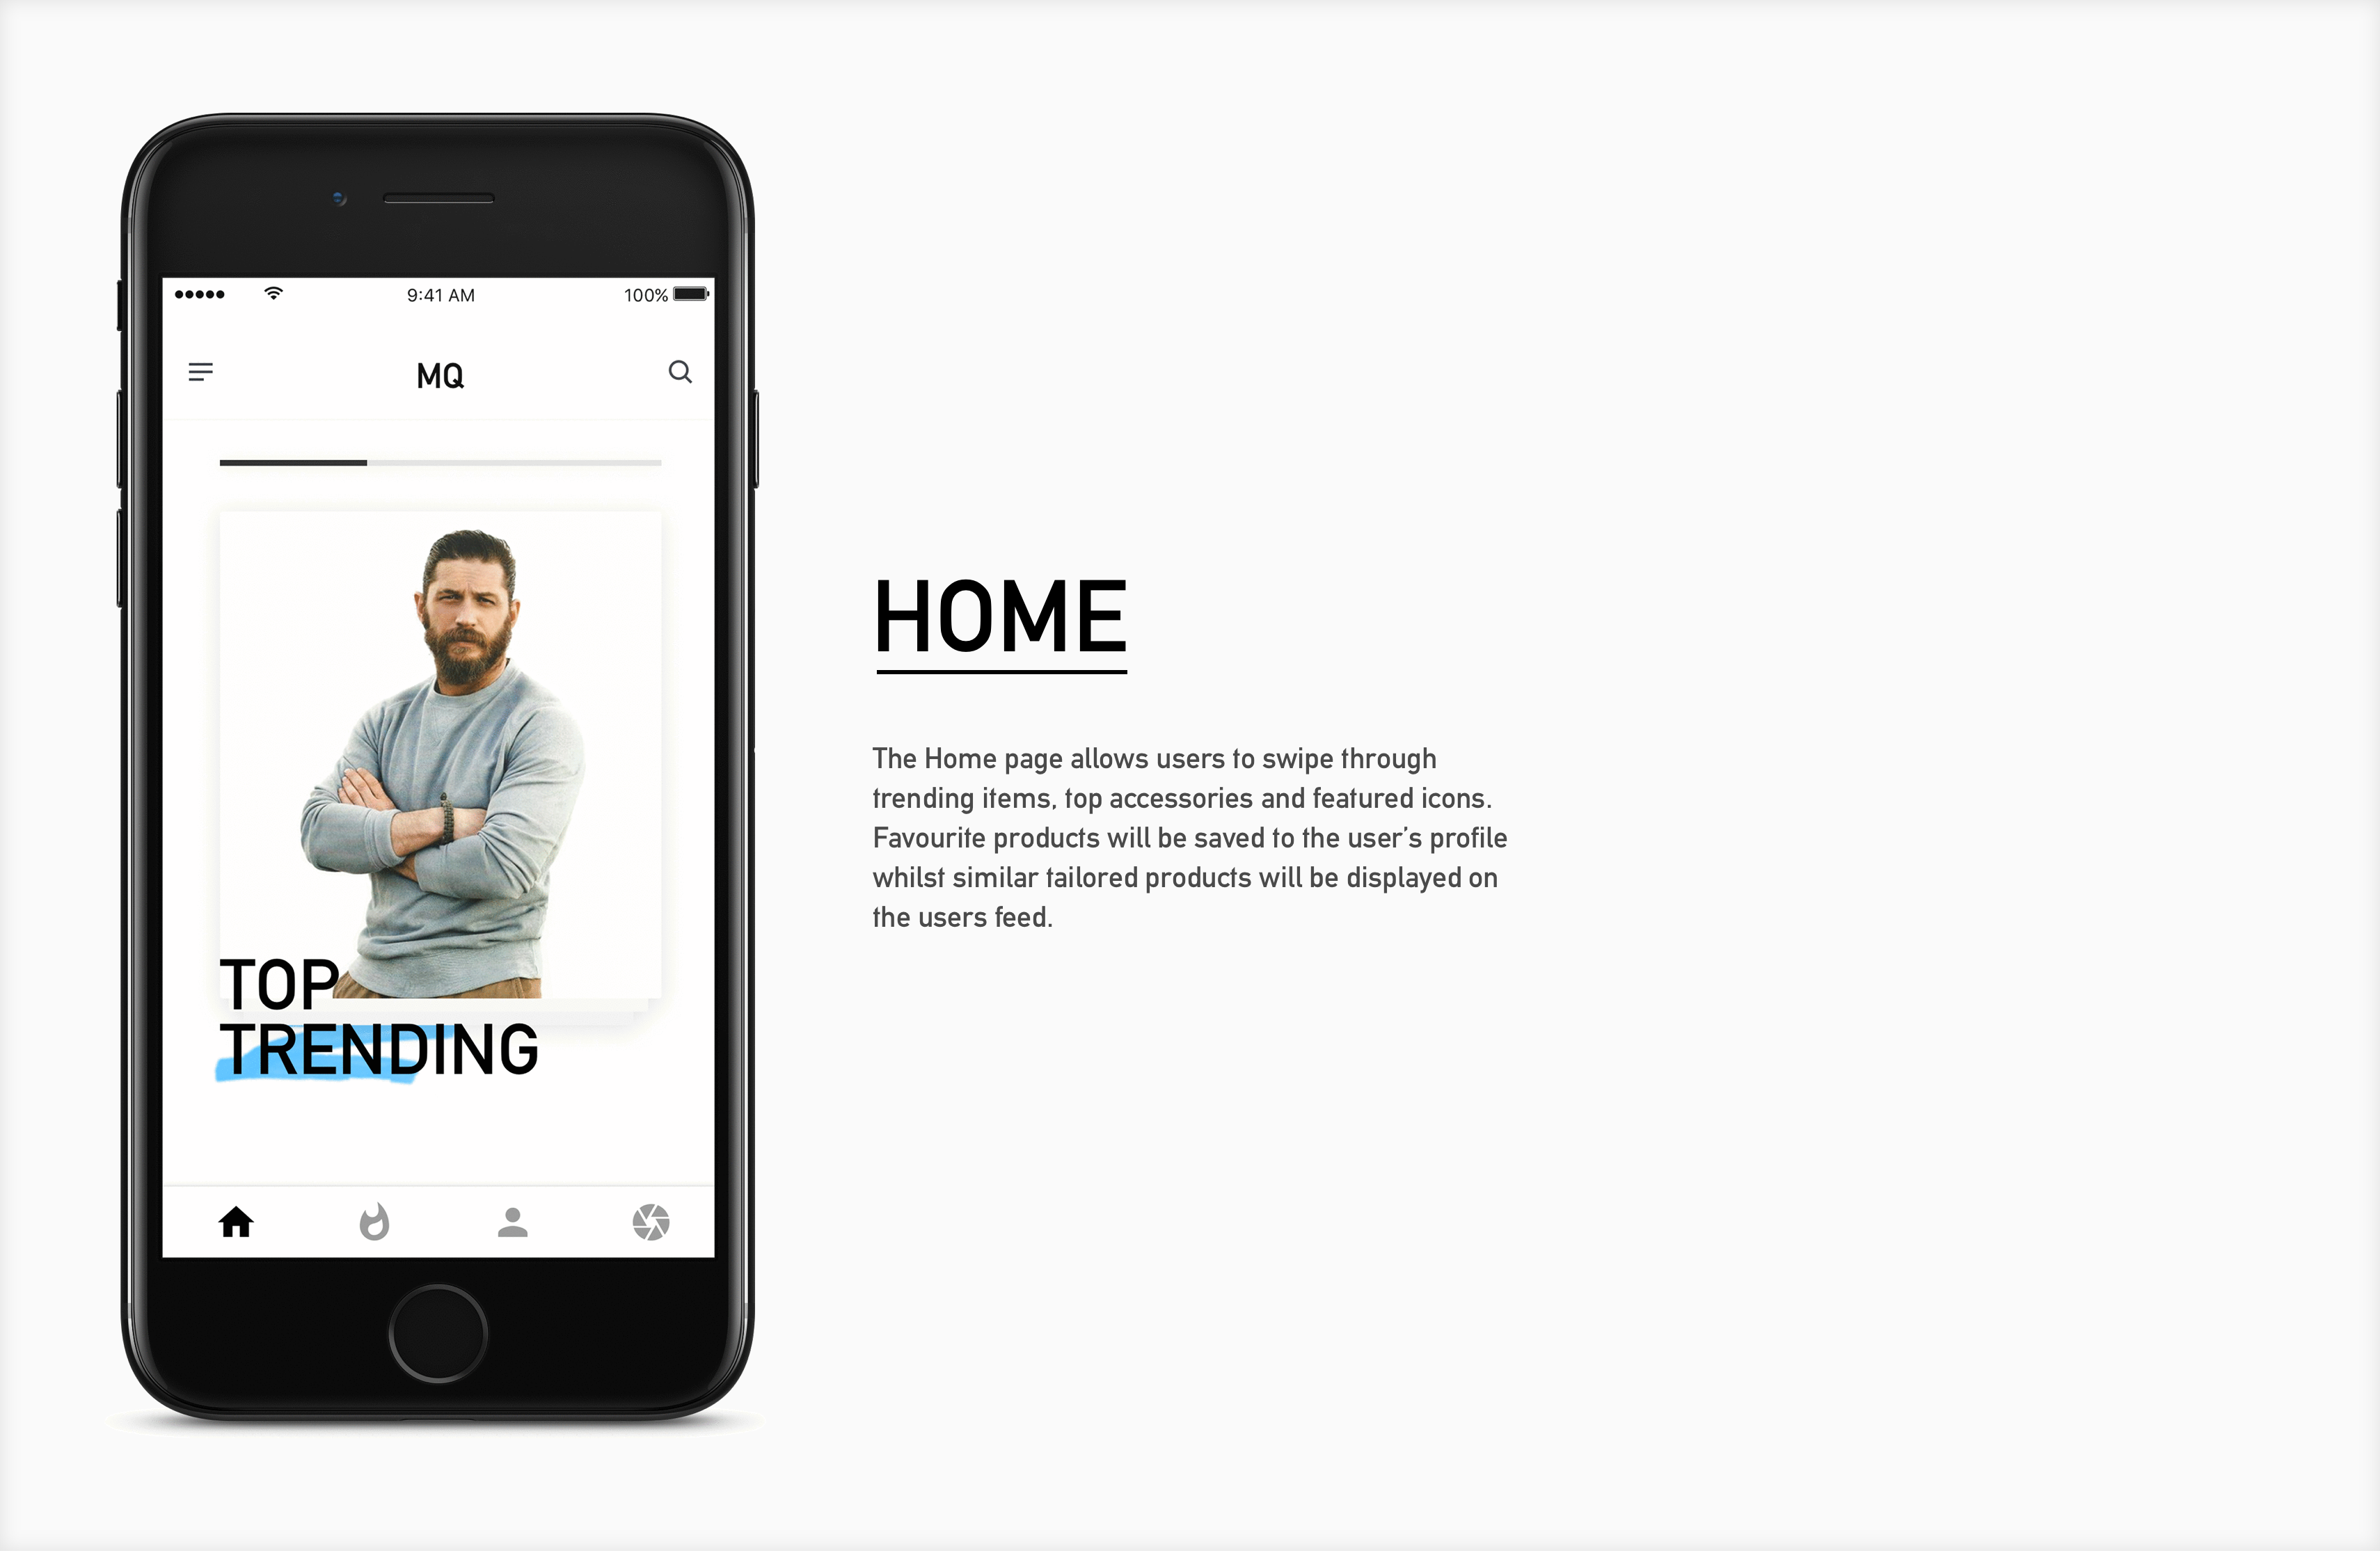 9:41 AM
100%
MQ
TOP
TRENDING
HOME
The Home page allows users to swipe through
trending items, top accessories and featured icons.
Favourite products will be saved to the user’s profile
whilst similar tailored products will be displayed on
the users feed.